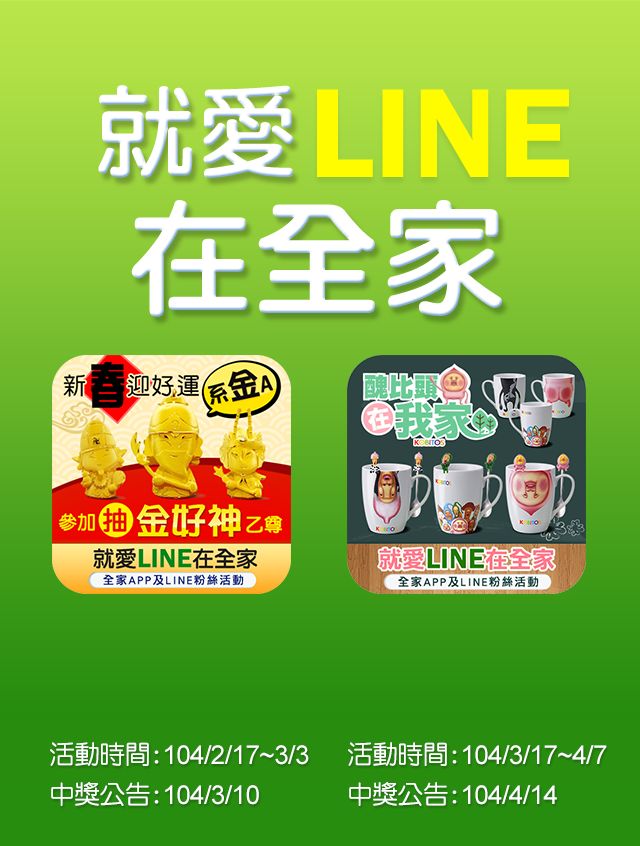 就愛LINE
在全家
新春迎好運
系金A
參加抽金好神乙尊
就愛LINE在全家
全家APP及LINE粉絲活動
醜比頭
在我家
KOBITOS
就愛LINE在全家
全家APP及LINE粉絲活動
活動時間:104/2/17~3/3
中獎公告:104/3/10
活動時間:104/3/17~4/7
中獎公告:104/4/14